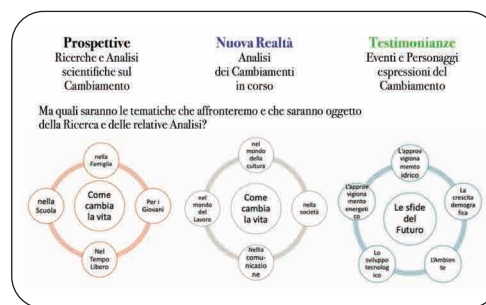 Prospettive
Ricerche e Analisi
scientifiche sul
Cambiamento
Nuova Realtà
Analisi
dei Cambiamenti
in corso
Testimonianze
Eventi e Personaggi
espressioni del
Cambiamento
Ma quali saranno le tematiche che affronteremo e che saranno oggetto
della Ricerca e delle relative Analisi?
nella
Famiglia
nella
Scuola
Come
cambia
la vita
Per i
Giovani
Nel
Tempo
Libero
nel
mondo
della
cultura
nel
mondo
del
Lavoro
Come
cambia
la vita
nella
società
Nellla
comu-
nicazio
ne
L'approv
vigiona
memto
idrico
L'approv
vigiona
mento
energeti
co
Le sfide
del
Futuro
La
crescita
demogra
fica
Lo
sviluppo
tecnolog
ico
L'Ambien
te